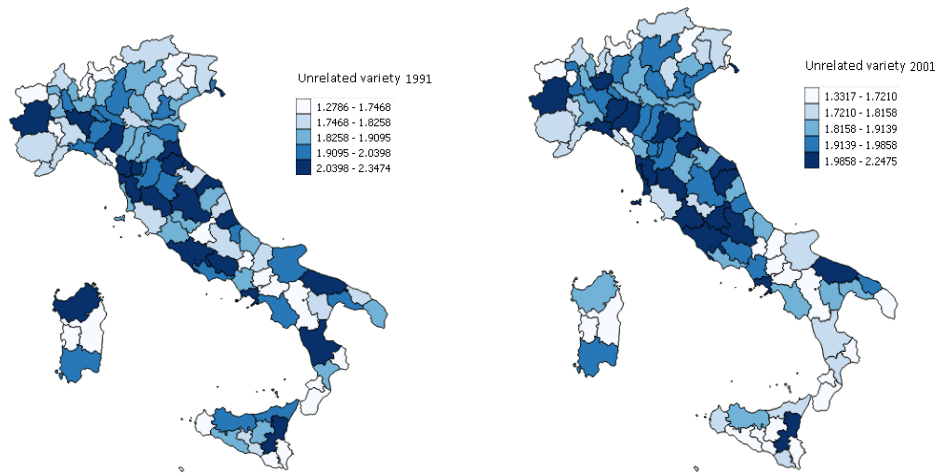 Unrelated variety 1991
1.2786 - 1.7468
1.7468 - 1.8258
1.8258 - 1.9095
1.9095 - 2.0398
2.0398 - 2.3474
Unrelated variety 2001
1.3317 - 1.7210
1.7210 - 1.8158
1.8158 - 1.9139
1.9139 - 1.9858
1.9858 - 2.2475